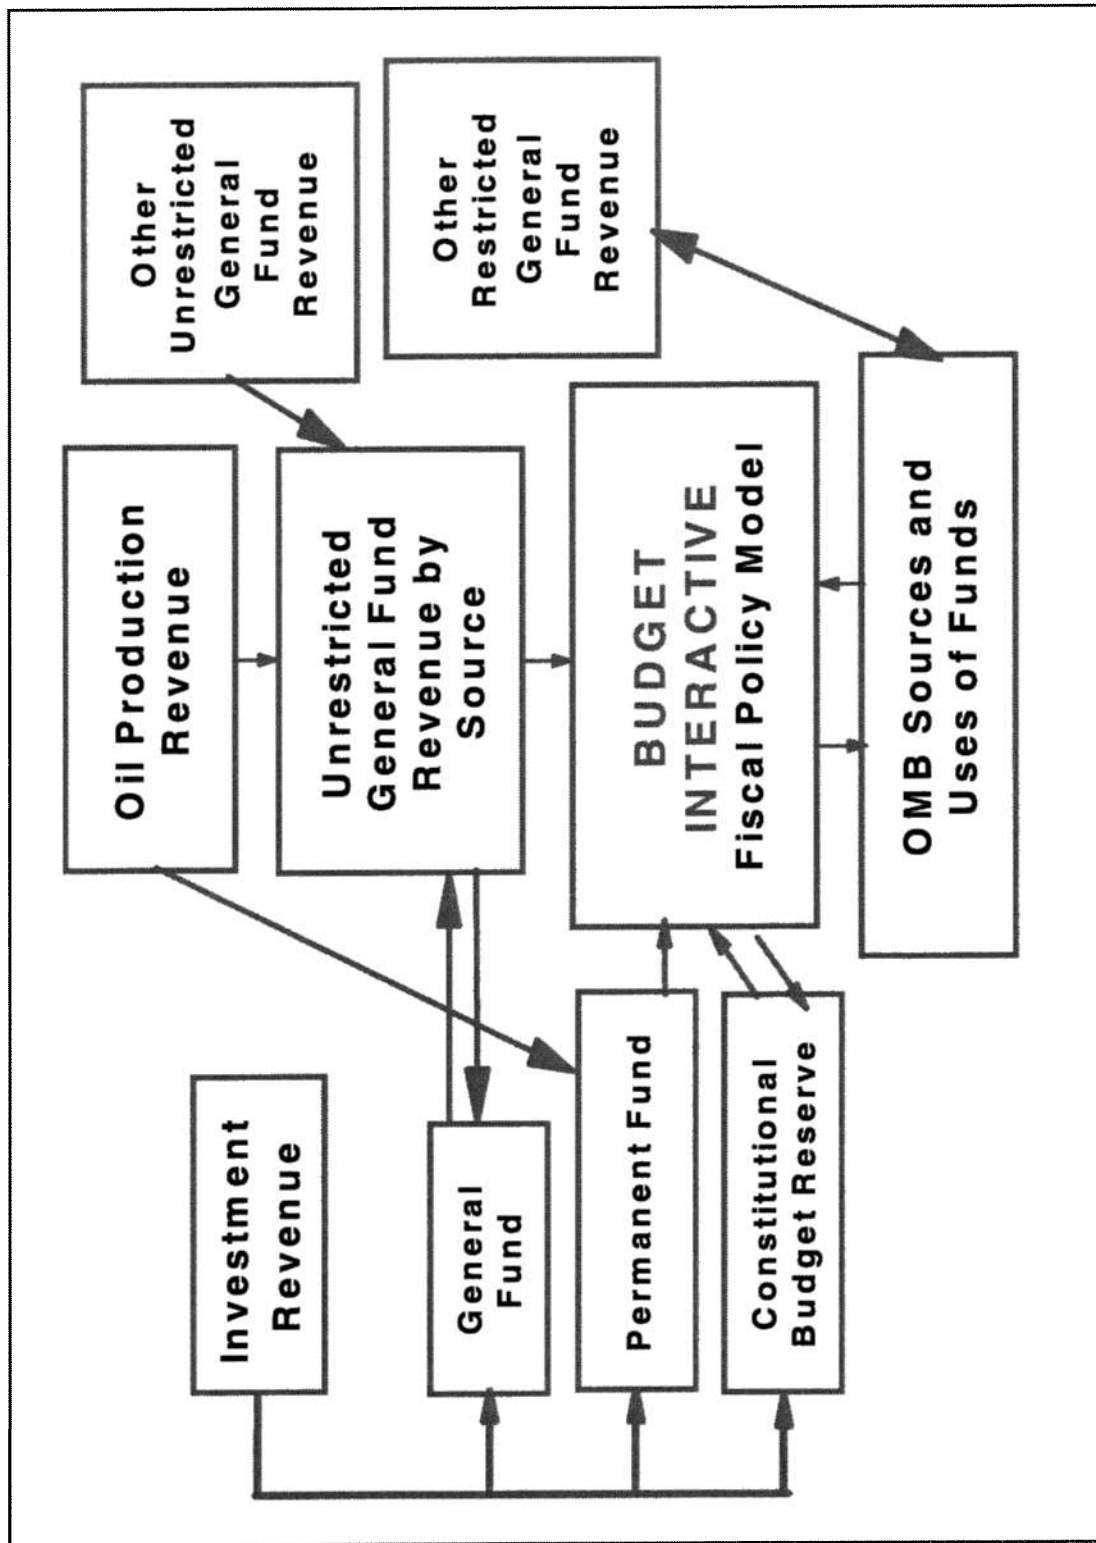 Investment
Revenue
Oil Production
Revenue
Other
Unrestricted
General
Fund
Revenue
General
Fund
Unrestricted
General Fund
Revenue by
Source
Other
Restricted
General
Fund
Revenue
Permanent Fund
BUDGET
INTERACTIVE
Fiscal Policy Model
Constitutional
Budget Reserve
OMB Sources and
Uses of Funds